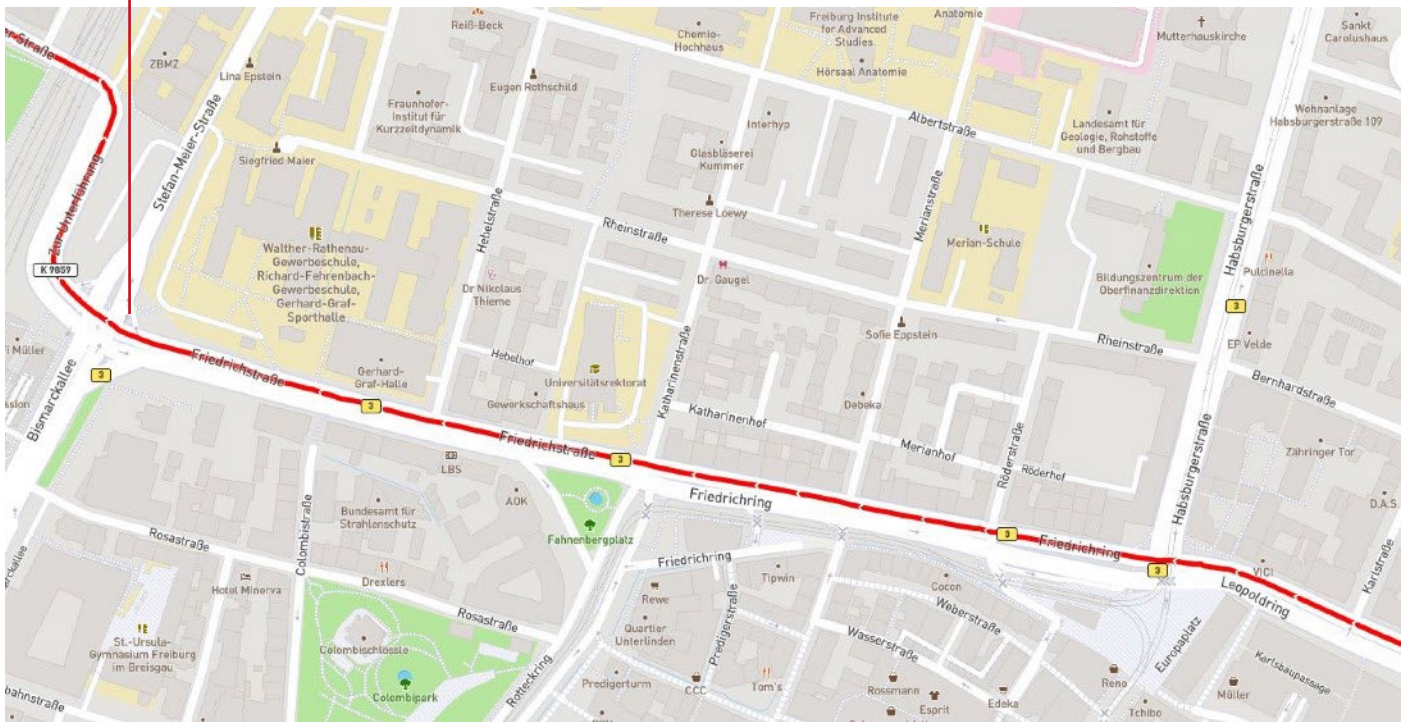 er Straße
Reiß-Beck
Chemie-
Hochhaus
Freiburg Institute
for Advanced
Studies
Anatomie
Mutterhauskirche
Sankt
Carolushaus
ZBMZ
Lina Epstein
Eugen Rothschild
Hörsaal Anatomie
Fraunhofer-
Institut für
Kurzzeitdynamik
Interhyp
Albertstraße
Landesamt für
Geologie, Rohstoffe
und Bergbau
Wohnanlage
Habsburgerstraße 109
Siegfried Maier
Glasbläserei
Kummer
Stefan-Meier-Straße
Zur Unterführung
Hebelstraße
Therese Loewy
Merianstraße
Habsburgerstraße
Rheinstraße
Merian-Schule
Walther-Rathenau-
Gewerbeschule,
Richard-Fehrenbach-
Gewerbeschule,
Gerhard-Graf-
Sporthalle
K 9859
Dr Nikolaus
Thieme
Dr. Gaugel
Bildungszentrum der
Oberfinanzdirektion
Pulcinella
3
Sofie Eppstein
Rheinstraße
EP Velde
fi Müller
Hebelhof
Katharinenstraße
Friedrichstraße
3
Gerhard-
Graf-Halle
Universitätsrektorat
Bernhardstraße
ssion
Bismarckallee
3
Gewerkschaftshaus
Debeka
Katharinenhof
Merianhof
Habsburgerstraße
Friedrichstraße
3
Röderstraße
Röderhof
Zähringer Tor
LBS
AOK
Friedrichring
D.A.S.
Bundesamt für
Strahlenschutz
Colombistraße
Fahnenbergplatz
3
Friedrichring
Rosastraße
Friedrichring
3
VICI
Karlstraße
Leopoldring
Drexlers
Hotel Minerva
Tipwin
Cocon
Rewe
Weberstraße
Rosastraße
Predigerstraße
Quartier
Unterlinden
Wasserstraße
Europaplatz
St.-Ursula-
Gymnasium Freiburg
im Breisgau
Colombischlössle
Rotteckring
Karlsbaupassage
Reno
Predigerturm
CCC
Tom's
Rossmann
Esprit
Edeka
Müller
Tchibo
Colombipark
bahnstraße